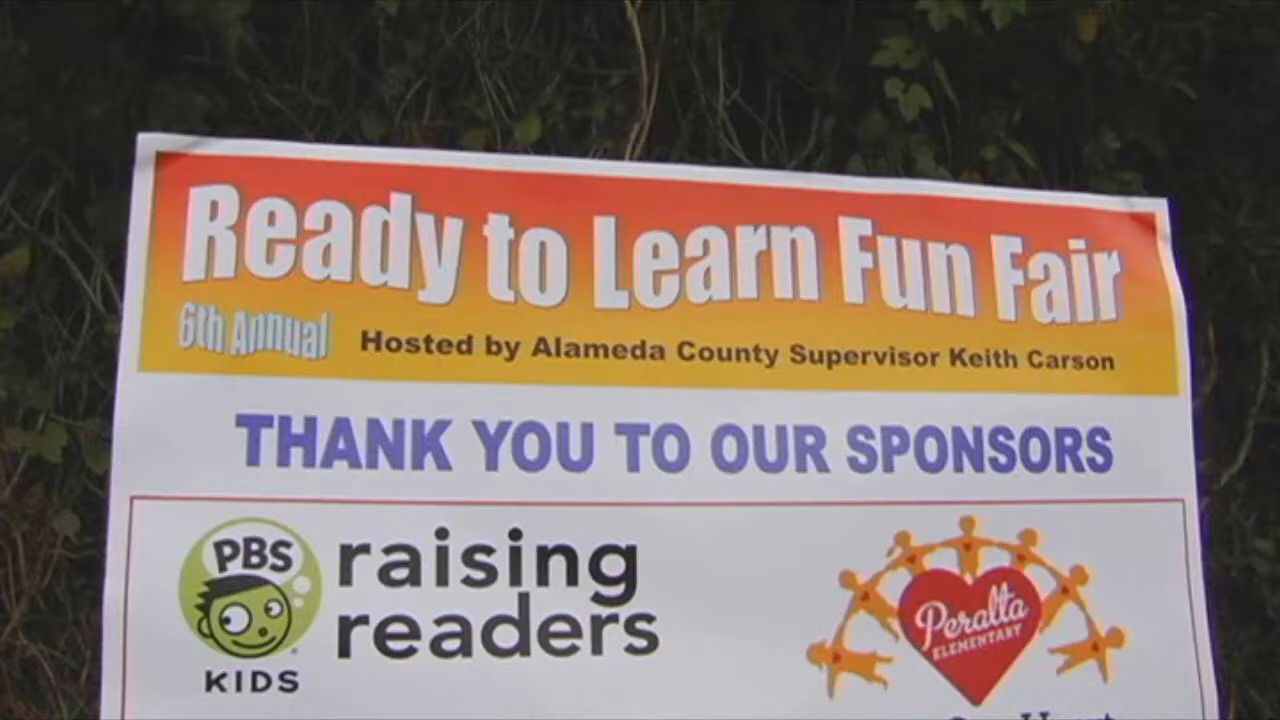 Ready to Learn Fun Fair
6th Annual
Hosted by Alameda County Supervisor Keith Carson
THANK YOU TO OUR SPONSORS
PBS
KIDS
raising
readers
Peralta
ELEMENTARY